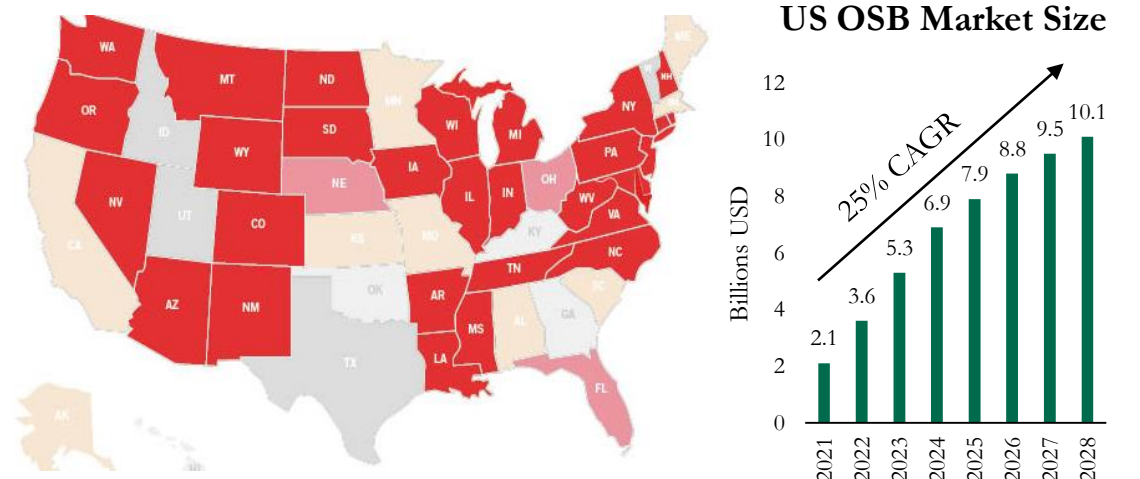 WA
MT
ND
MN
ME
OR
ID
SD
WI
MI
NY
VT
NH
MA
WY
NE
IA
PA
NV
UT
CO
IL
IN
OH
WV
VA
CA
KS
MO
KY
NC
AZ
NM
OK
AR
TN
SC
MS
AL
GA
TX
LA
FL
AK
HI
US OSB Market Size
Billions USD
12
10
8
6
4
2
0
25% CAGR
2.1
3.6
5.3
6.9
7.9
8.8
9.5
10.1
2021
2022
2023
2024
2025
2026
2027
2028